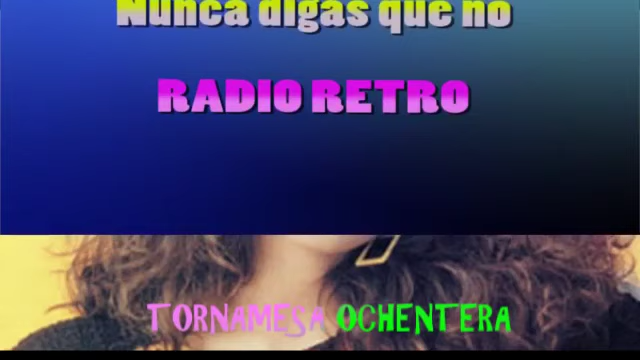 Nunca digas que no
RADIO RETRO
TORNAMESA OCHENTERA